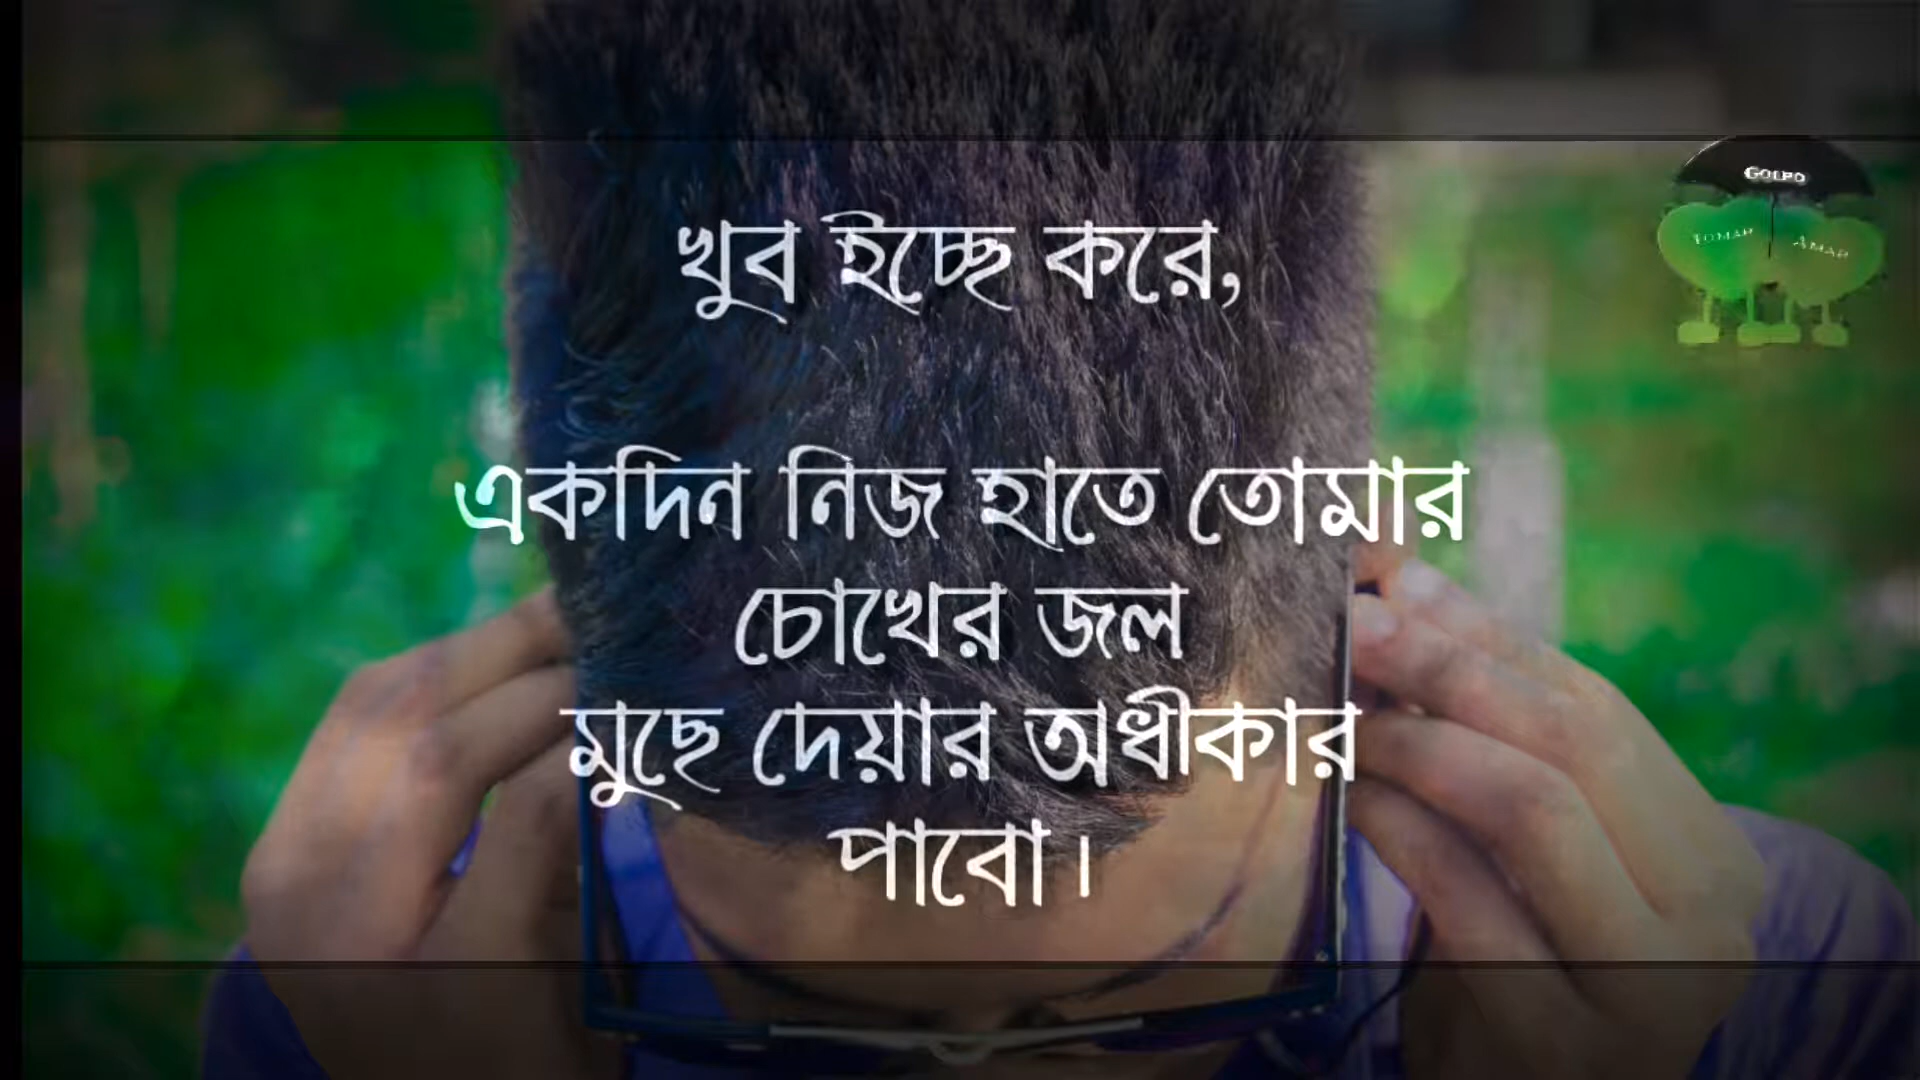 খুব ইচ্ছে করে,
একদিন নিজ হাতে তোমার
চোখের জল
মুছে দেয়ার অধীকার
পাবো।
GOLPO
TOMAR AMAR